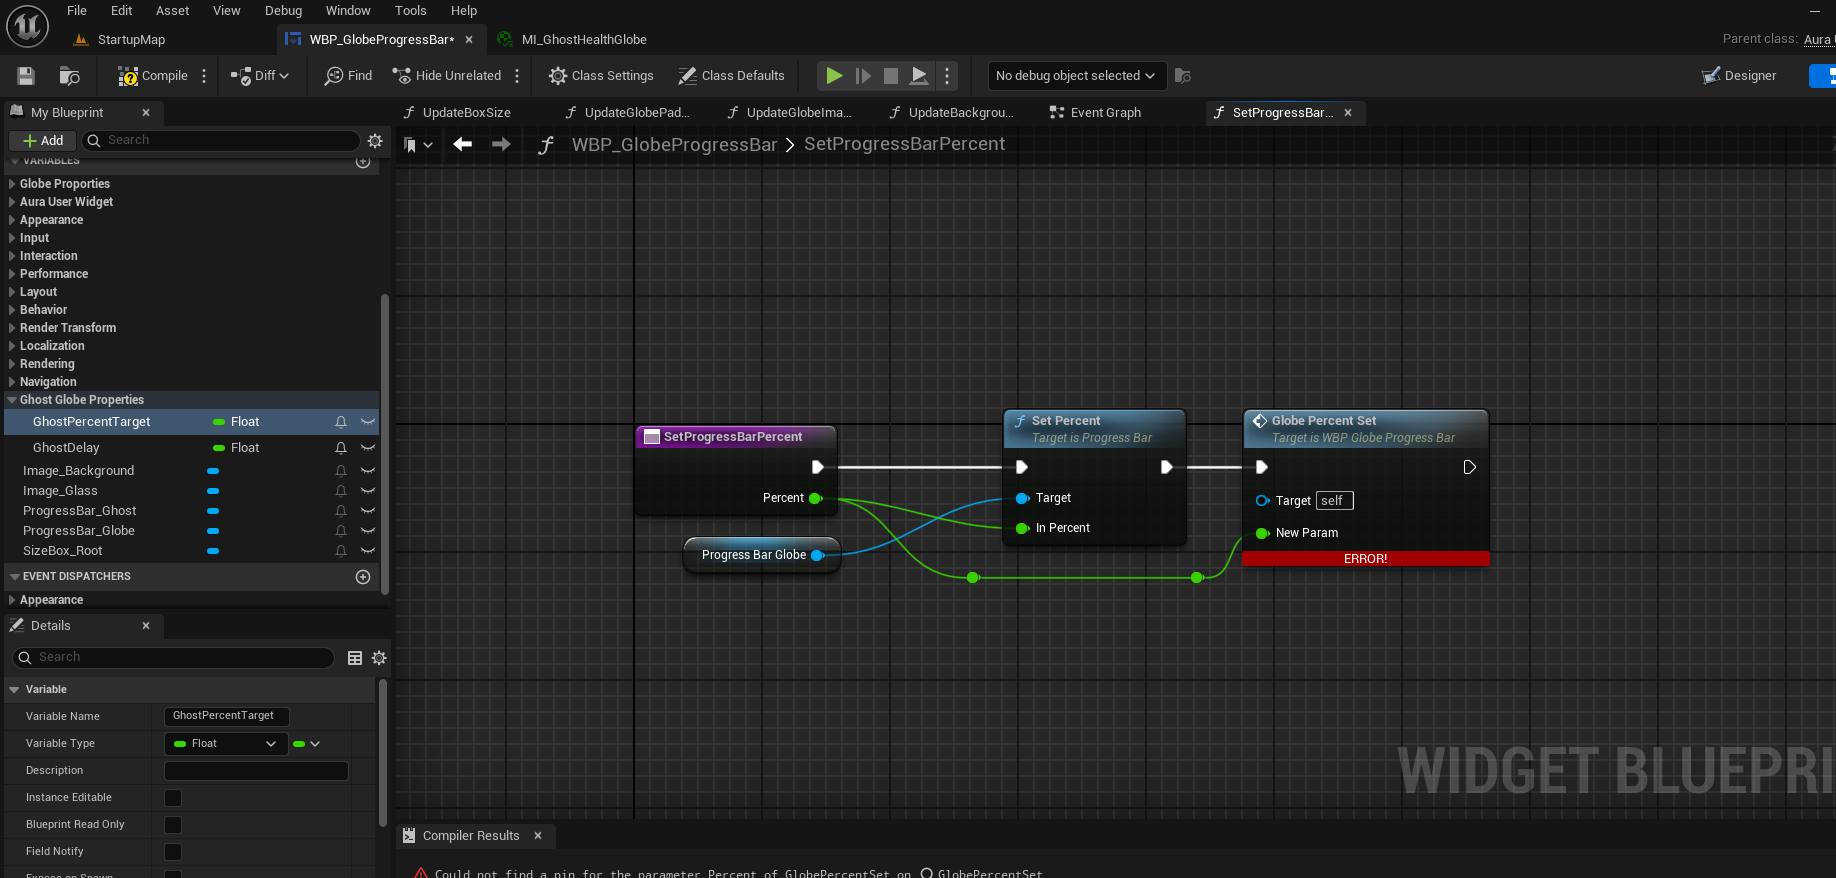 File Edit Asset View Debug Window Tools Help
StartupMap
WBP_GlobeProgressBar*
MI_GhostHealthGlobe
Parent class: Aura
Compile
Diff
Find
Hide Unrelated
Class Settings
Class Defaults
No debug object selected
Designer
My Blueprint
UpdateBoxSize
UpdateGlobePad...
UpdateGlobeIma...
UpdateBackgrou...
Event Graph
SetProgressBar...
Add
Search
WBP_GlobeProgressBar > SetProgressBarPercent
VARIABLES
Globe Proporties
Aura User Widget
Appearance
Input
Interaction
Performance
Layout
Behavior
Render Transform
Localization
Rendering
Navigation
Ghost Globe Properties
GhostPercentTarget Float
GhostDelay Float
Image_Background
Image_Glass
ProgressBar_Ghost
ProgressBar_Globe
SizeBox_Root
EVENT DISPATCHERS
Appearance
SetProgressBarPercent
Percent
Progress Bar Globe
Set Percent
Target is Progress Bar
Target
In Percent
Globe Percent Set
Target is WBP Globe Progress Bar
Target self
New Param
ERROR!
Details
Search
Variable
Variable Name GhostPercentTarget
Variable Type Float
Description
Instance Editable
Blueprint Read Only
Field Notify
Expose on Spawn
WIDGET BLUEPRI
Compiler Results
Could not find a pin for the parameter Percent of GlobePercentSet on GlobePercentSet